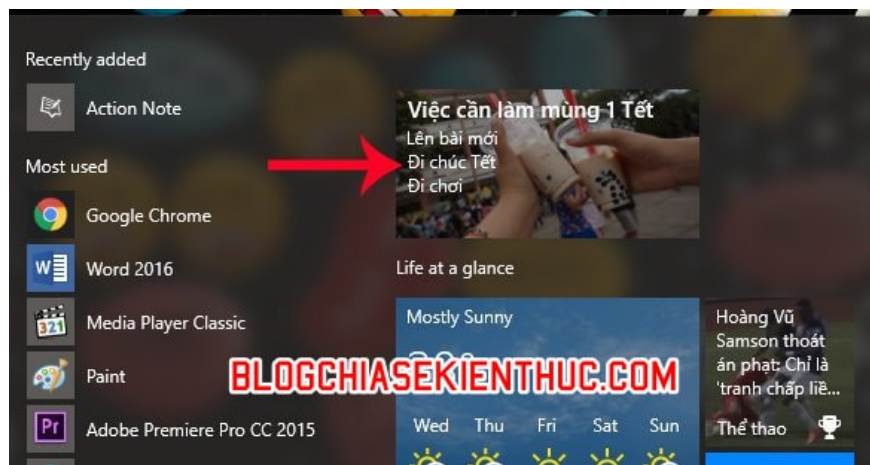 Recently added
Action Note
Most used
Google Chrome
Word 2016
Media Player Classic
Paint
Adobe Premiere Pro CC 2015
Việc cần làm mùng 1 Tết
Lên bài mới
Đi chúc Tết
Đi chơi
Life at a glance
Mostly Sunny
Wed Thu Fri Sat Sun
Hoàng Vũ
Samson thoát
án phạt: Chỉ là
'tranh chấp liề...
Thể thao
BLOGCHIASEKIENTHUC.COM